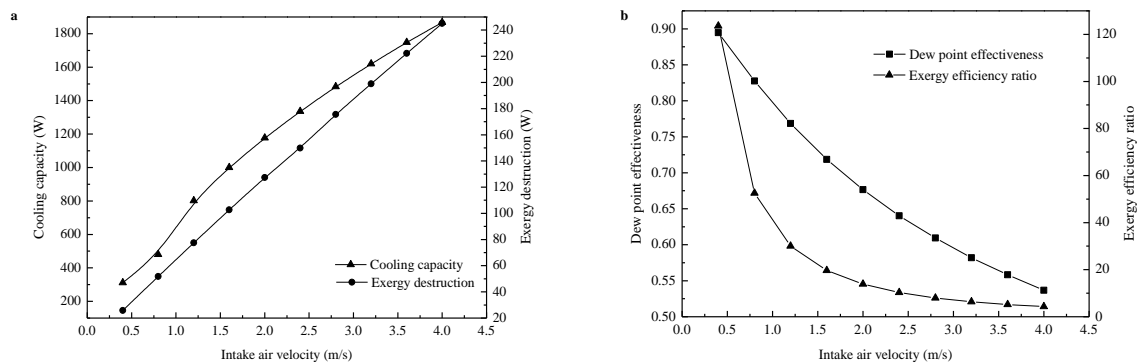 a
1800
1600
1400
1200
1000
800
600
400
200
Cooling capacity (W)
Cooling capacity
Exergy destruction
240
220
200
180
160
140
120
100
80
60
40
20
Exergy destruction (W)
0.0 0.5 1.0 1.5 2.0 2.5 3.0 3.5 4.0 4.5
Intake air velocity (m/s)
b
0.90
0.85
0.80
0.75
0.70
0.65
0.60
0.55
0.50
Dew point effectiveness
Dew point effectiveness
Exergy efficiency ratio
120
100
80
60
40
20
0
Exergy efficiency ratio
0.0 0.5 1.0 1.5 2.0 2.5 3.0 3.5 4.0 4.5
Intake air velocity (m/s)